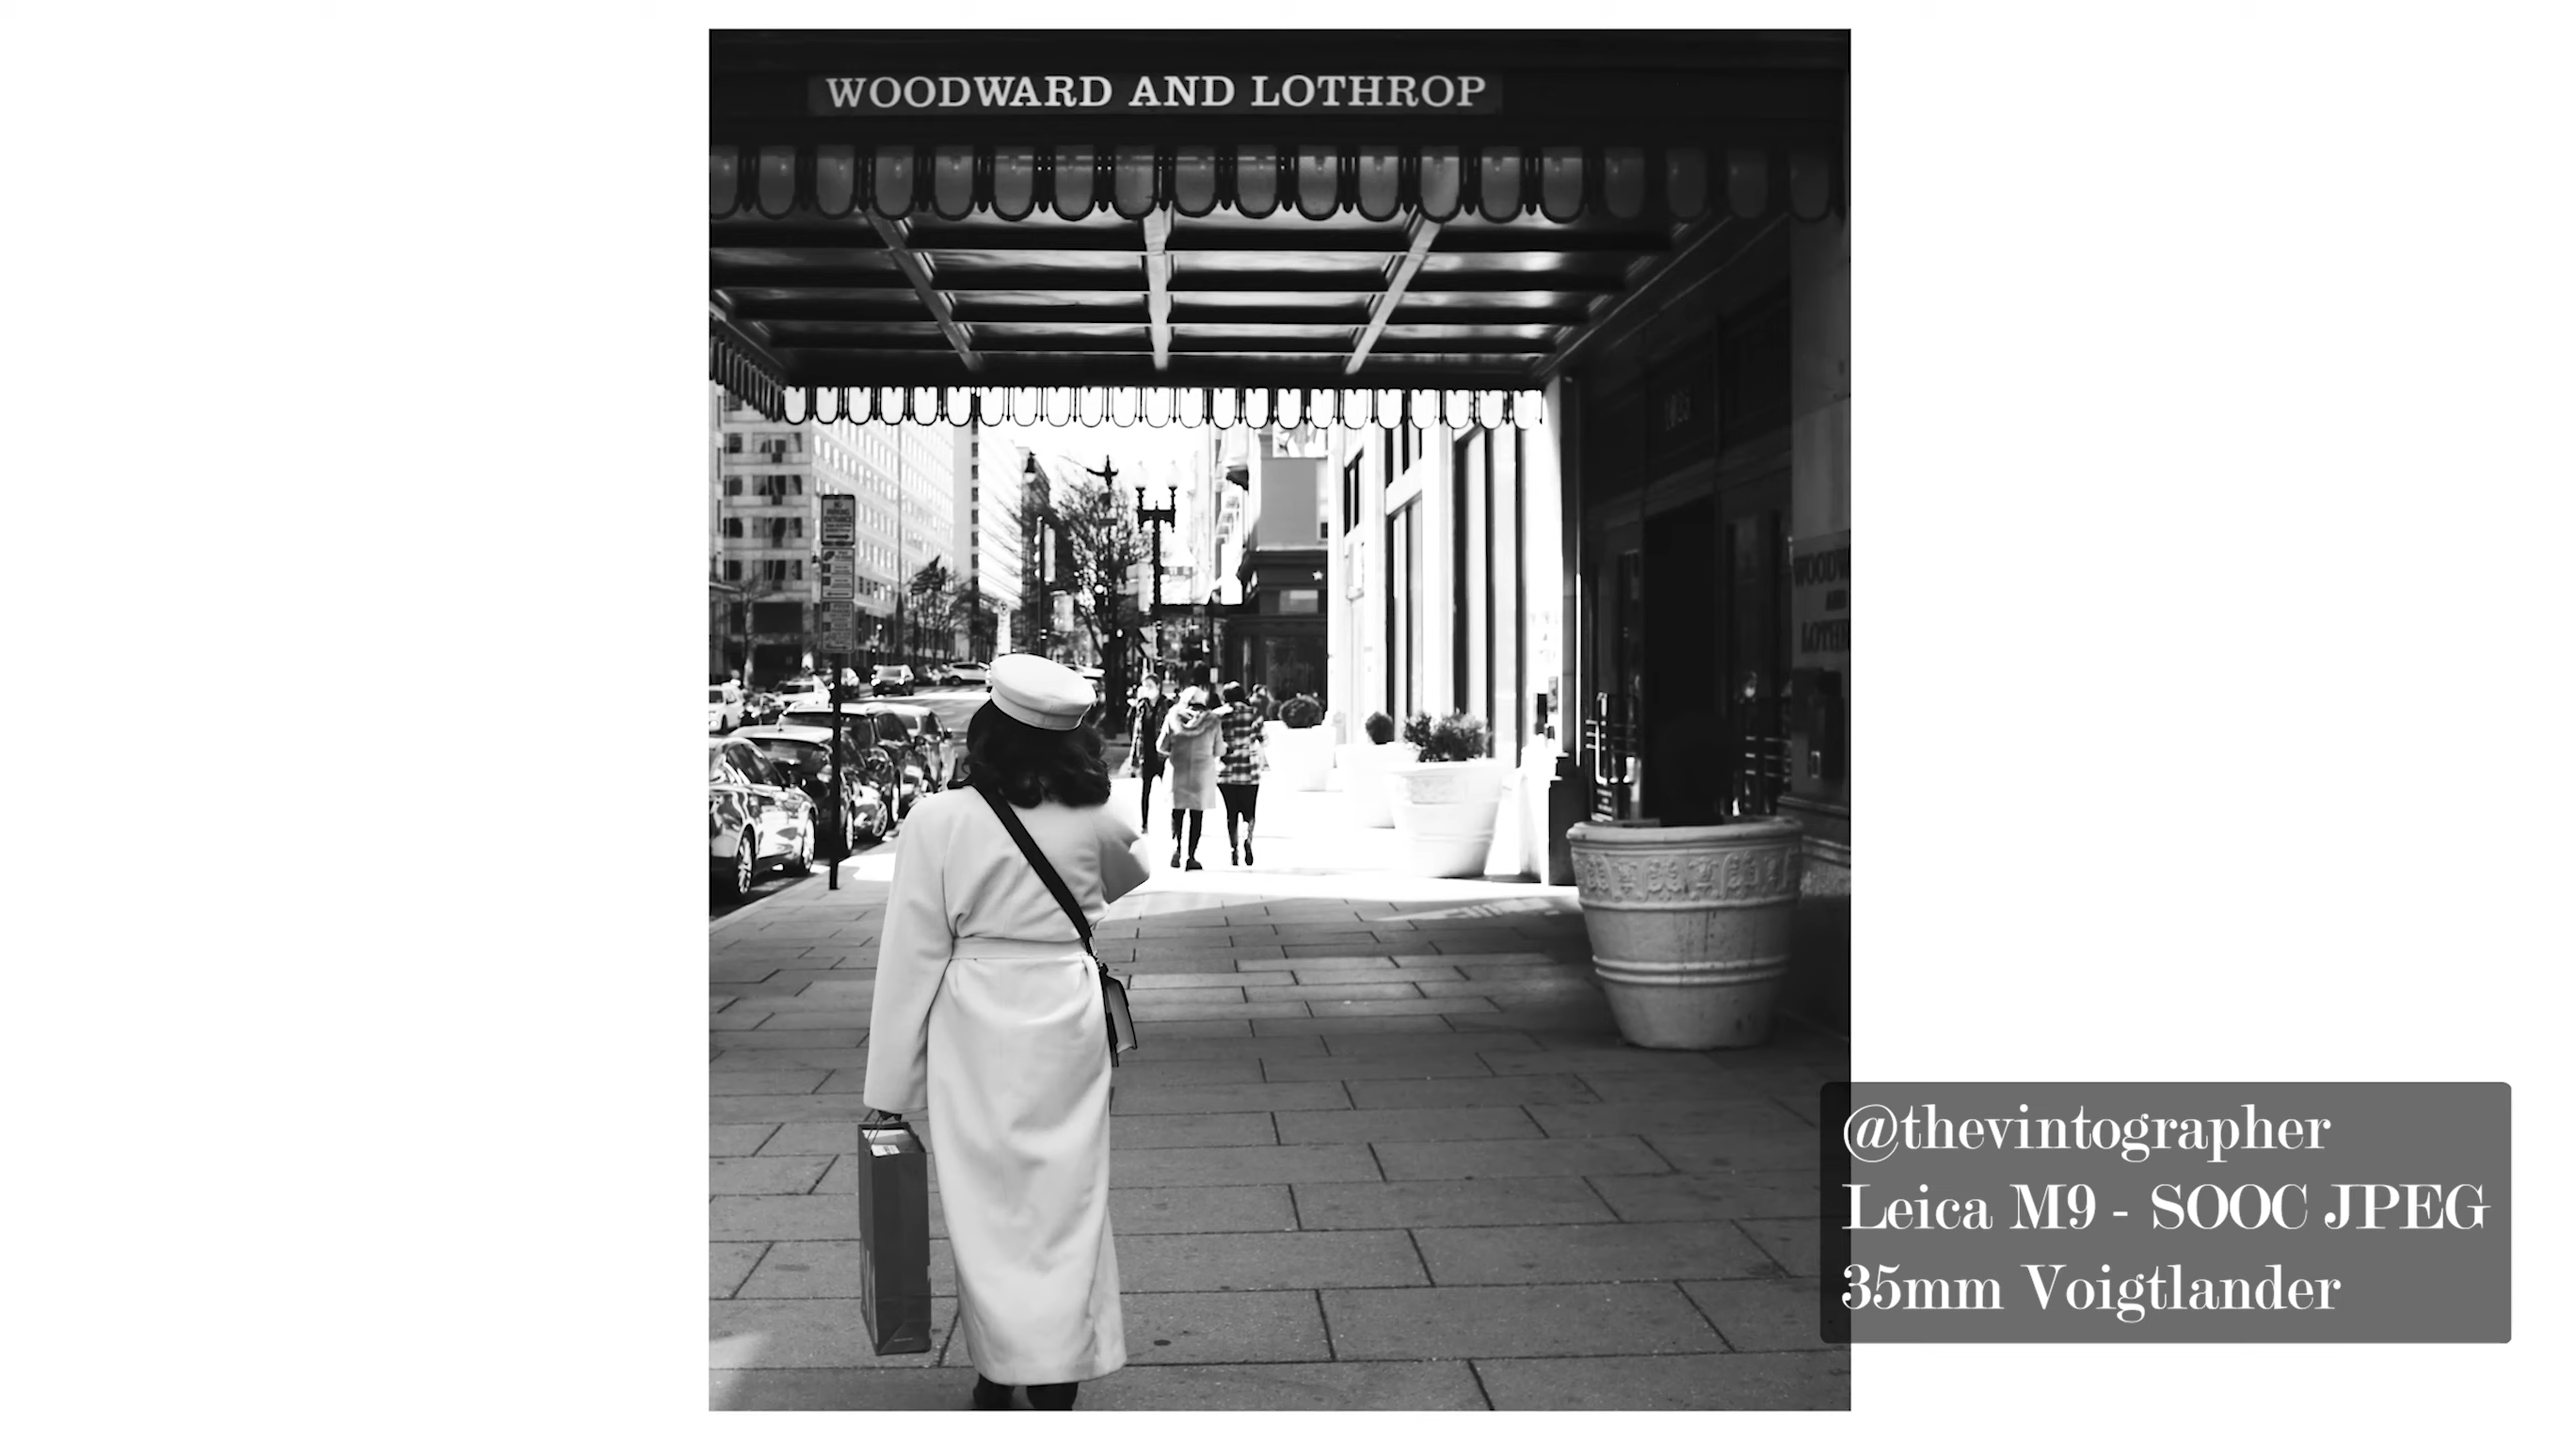 WOODWARD AND LOTHROP
@thevintographer
Leica M9 - SOOC JPEG
35mm Voigtlander